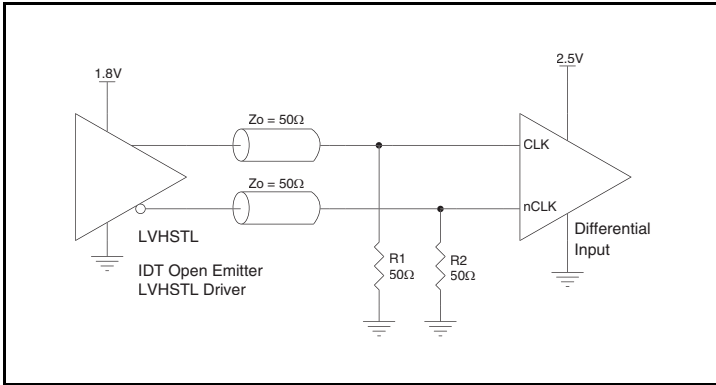 1.8V
2.5V
Zo = 50Ω
CLK
Zo = 50Ω
nCLK
LVHSTL
IDT Open Emitter
LVHSTL Driver
R1
50Ω
R2
50Ω
Differential
Input